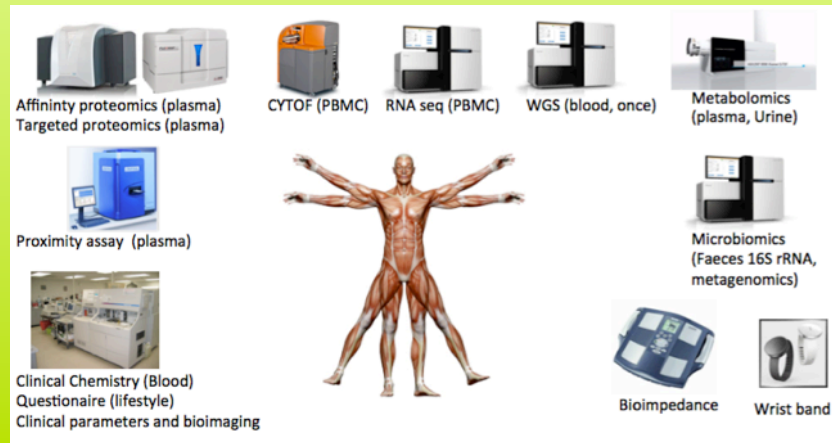 Affininty proteomics (plasma)
Targeted proteomics (plasma)
CYTOF (PBMC)
RNA seq (PBMC)
WGS (blood, once)
Metabolomics
(plasma, Urine)
Proximity assay (plasma)
Microbiomics
(Faeces 16S rRNA,
metagenomics)
Clinical Chemistry (Blood)
Questionaire (lifestyle)
Clinical parameters and bioimaging
Bioimpedance
Wrist band